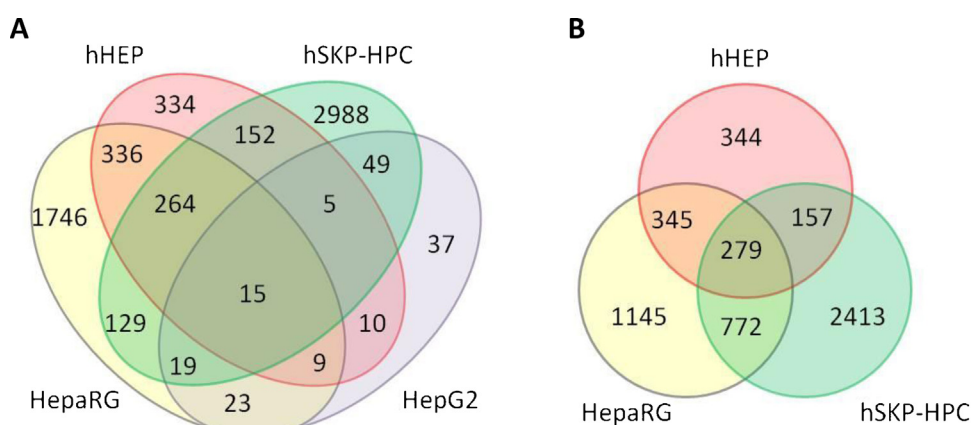 A
B
hHEP
hSKP-HPC
hHEP
334
2988
152
336
49
344
264
5
1746
37
345
157
279
15
129
10
1145
772
2413
19
9
23
HepaRG
HepG2
HepaRG
hSKP-HPC